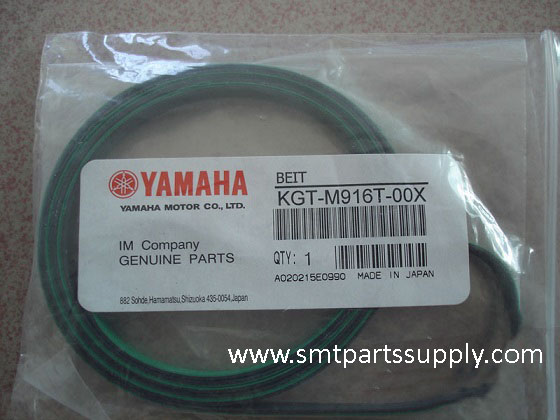 YAMAHA
YAMAHA MOTOR CO., LTD.
IM Company
GENUINE PARTS
882 Sohde,Hamamatsu,Shizuoka 435-0054,Japan
BEIT
KGT-M916T-00X
QTY: 1
A020215E0990 MADE IN JAPAN
www.smtpartssupply.com